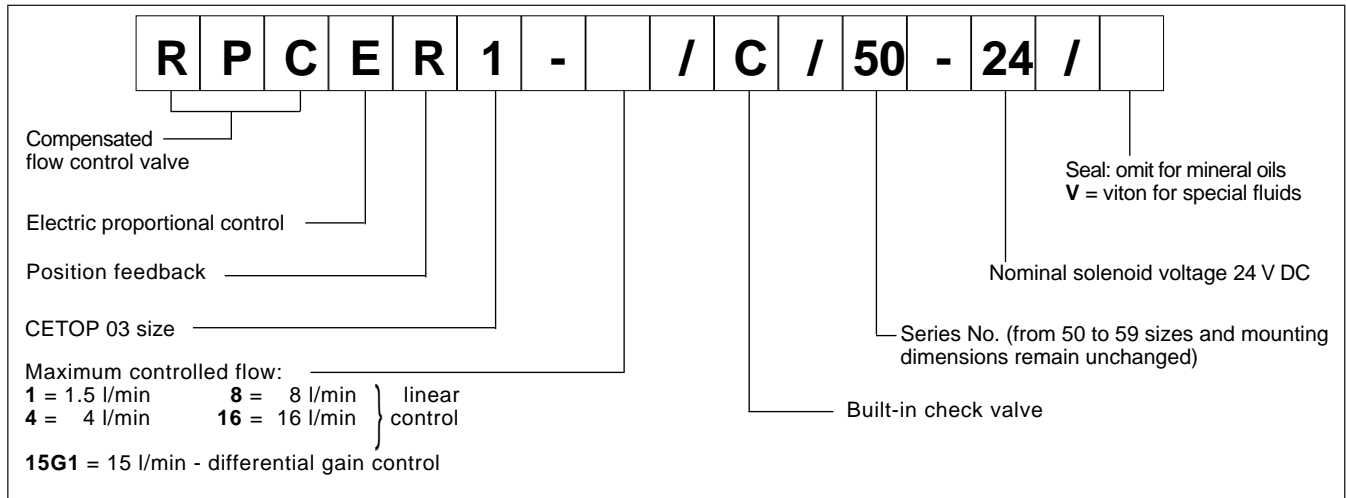 R P C E R 1 - / C / 50 - 24 /
Compensated
flow control valve
Seal: omit for mineral oils
V = viton for special fluids
Electric proportional control
Position feedback
Nominal solenoid voltage 24 V DC
CETOP 03 size
Series No. (from 50 to 59 sizes and mounting
dimensions remain unchanged)
Maximum controlled flow:
1 = 1.5 l/min 8 = 8 l/min linear
4 = 4 l/min 16 = 16 l/min control
Built-in check valve
15G1 = 15 l/min - differential gain control